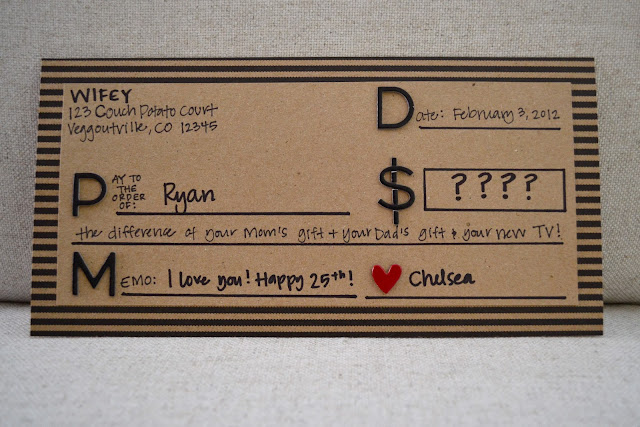 WIFEY
123 Couch Potato Court
Veggoutville, CO 12345
Date: February 3, 2012
PAY TO THE ORDER OF: Ryan
$ ????
the difference of your Mom's gift + your Dad's gift & your new TV!
MEMO: I love you! Happy 25th!
Chelsea